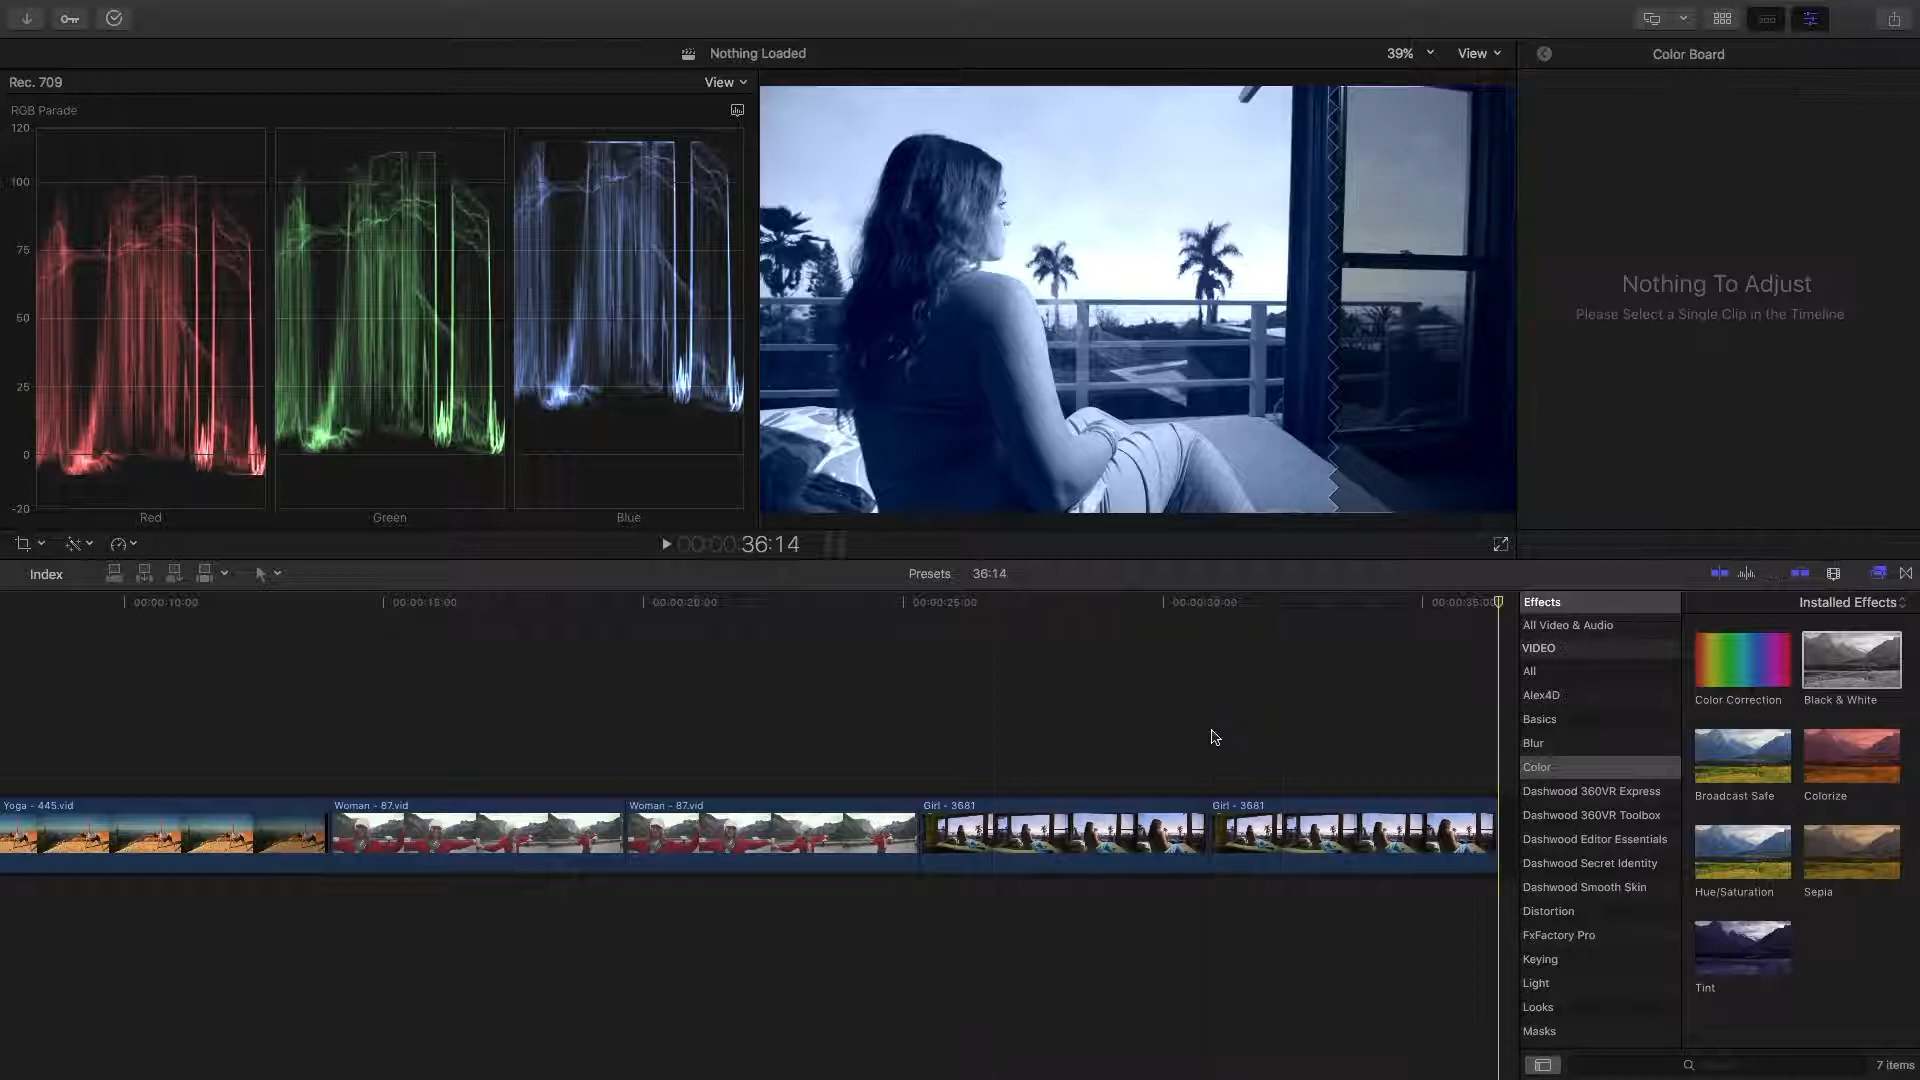 Nothing Loaded
39%
View
Color Board
Rec. 709
View
RGB Parade
120
100
75
50
25
0
-20
Red
Green
Blue
Nothing To Adjust
Please Select a Single Clip in the Timeline
00:00:36:14
Index
Presets
36:14
00:00:10:00
00:00:15:00
00:00:20:00
00:00:25:00
00:00:30:00
00:00:35:00
Yoga - 445.vid
Woman - 87.vid
Woman - 87.vid
Girl - 3681
Girl - 3681
Effects
Installed Effects
All Video & Audio
VIDEO
All
Alex4D
Basics
Blur
Color
Dashwood 360VR Express
Dashwood 360VR Toolbox
Dashwood Editor Essentials
Dashwood Secret Identity
Dashwood Smooth Skin
Distortion
FxFactory Pro
Keying
Light
Looks
Masks
Color Correction
Black & White
Broadcast Safe
Colorize
Hue/Saturation
Sepia
Tint
7 items